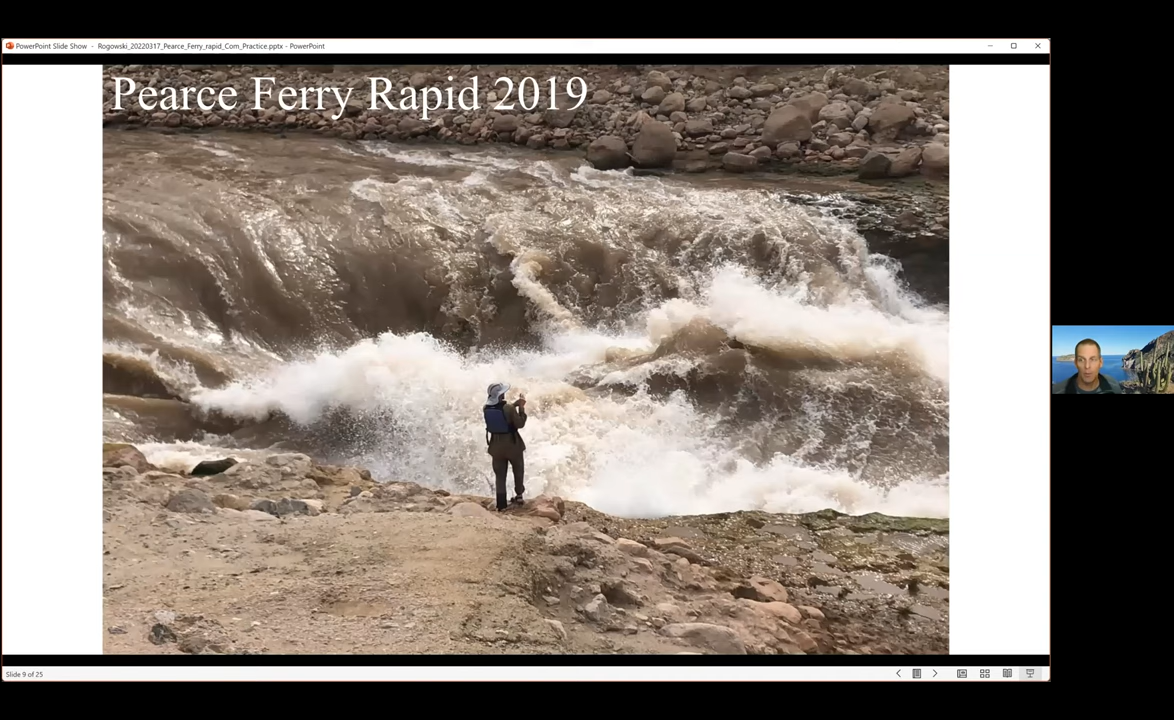 PowerPoint Slide Show - Rogowski_20220317_Pearce_Ferry_rapid_Com_Practice.pptx - PowerPoint
Pearce Ferry Rapid 2019
Slide 9 of 25